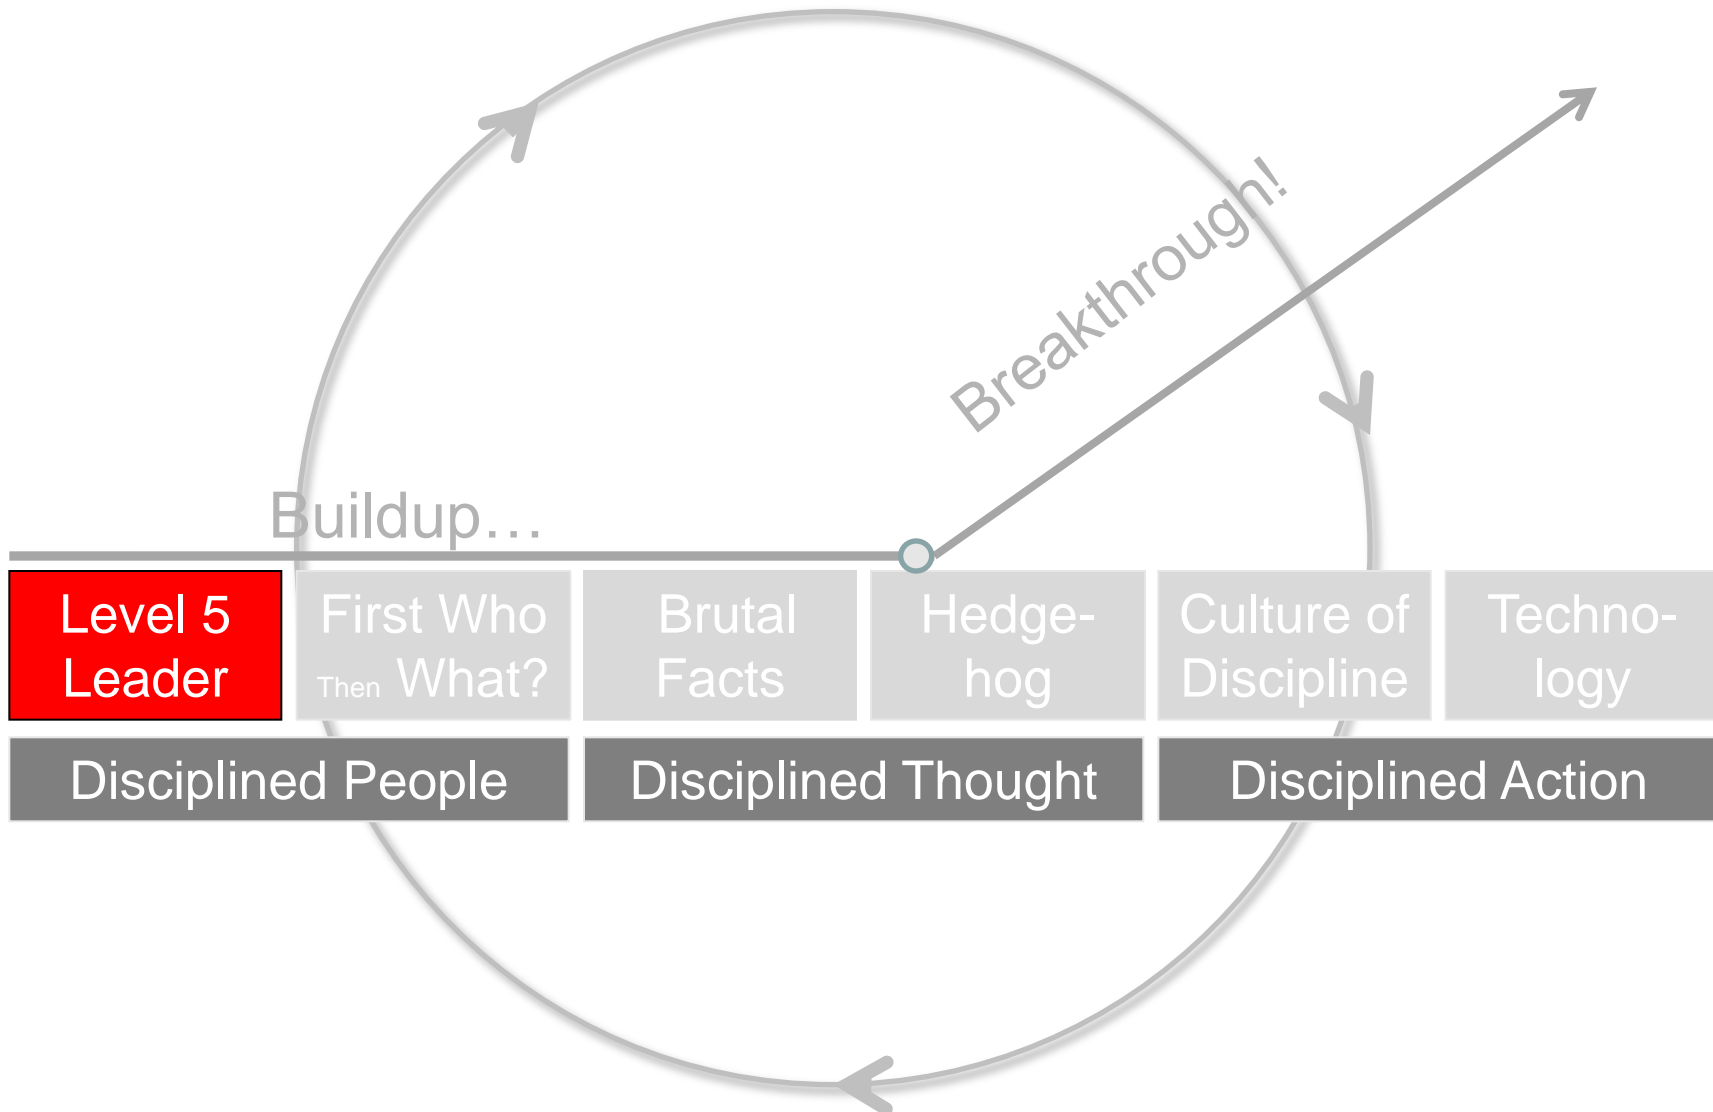 Breakthrough!
Buildup…
Level 5
Leader
First Who
Then What?
Brutal
Facts
Hedge-
hog
Culture of
Discipline
Techno-
logy
Disciplined People
Disciplined Thought
Disciplined Action